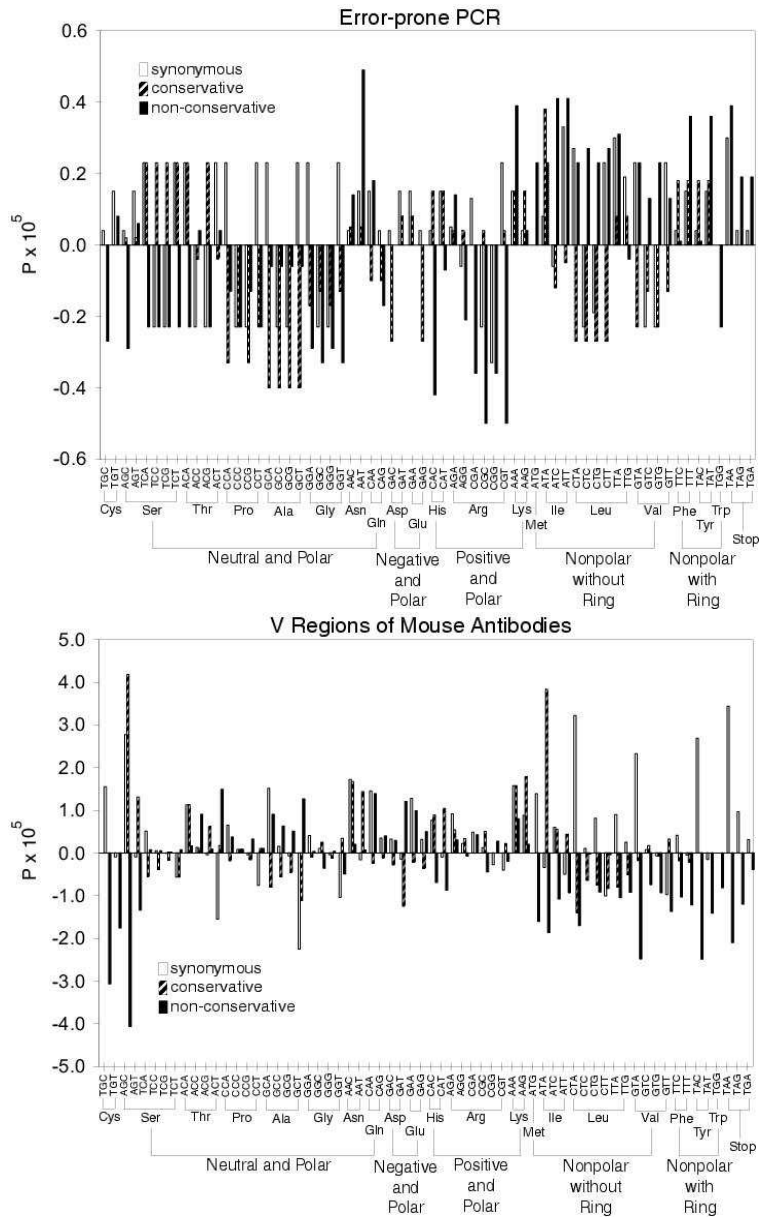 Error-prone PCR
0.6
0.4
0.2
0.0
-0.2
-0.4
-0.6
P x 10^5
synonymous
conservative
non-conservative
TGC TGT AGC AGT TCA TCC TCG TCT ACA ACC ACG ACT CCA CCC CCG CCT GCA GCC GCG GCT GGA GGC GGG GGT AAC AAT CAA CAG GAC GAT GAA GAG CAC CAT AGA AGG CGA CGC CGG CGT AAA AAG ATG ATA ATC ATT CTA CTC CTG CTT TTA TTG GTA GTC GTG GTT TTC TTT TAC TAT TGG TAA TAG TGA
Cys Ser Thr Pro Ala Gly Asn Gln Asp Glu His Arg Lys Met Ile Leu Val Phe Tyr Trp Stop
Neutral and Polar
Negative and Polar
Positive and Polar
Nonpolar without Ring
Nonpolar with Ring
V Regions of Mouse Antibodies
5.0
4.0
3.0
2.0
1.0
0.0
-1.0
-2.0
-3.0
-4.0
-5.0
P x 10^5
synonymous
conservative
non-conservative
TGC TGT AGC AGT TCA TCC TCG TCT ACA ACC ACG ACT CCA CCC CCG CCT GCA GCC GCG GCT GGA GGC GGG GGT AAC AAT CAA CAG GAC GAT GAA GAG CAC CAT AGA AGG CGA CGC CGG CGT AAA AAG ATG ATA ATC ATT CTA CTC CTG CTT TTA TTG GTA GTC GTG GTT TTC TTT TAC TAT TGG TAA TAG TGA
Cys Ser Thr Pro Ala Gly Asn Gln Asp Glu His Arg Lys Met Ile Leu Val Phe Tyr Trp Stop
Neutral and Polar
Negative and Polar
Positive and Polar
Nonpolar without Ring
Nonpolar with Ring